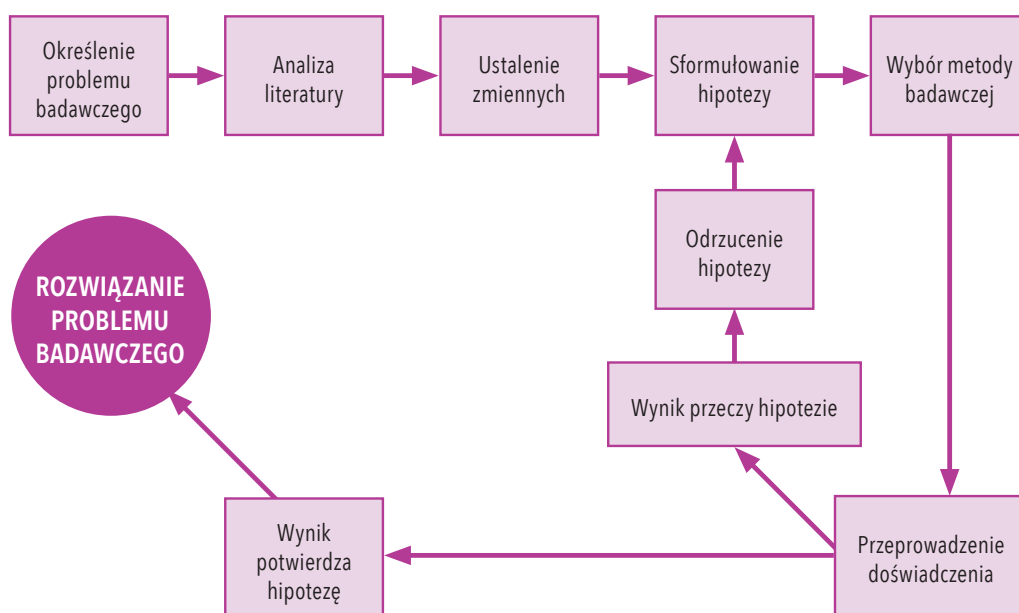 Określenie
problemu
badawczego
Analiza
literatury
Ustalenie
zmiennych
Sformułowanie
hipotezy
Wybór metody
badawczej
Odrzucenie
hipotezy
ROZWIĄZANIE
PROBLEMU
BADAWCZEGO
Wynik przeczy hipotezie
Wynik
potwierdza
hipotezę
Przeprowadzenie
doświadczenia